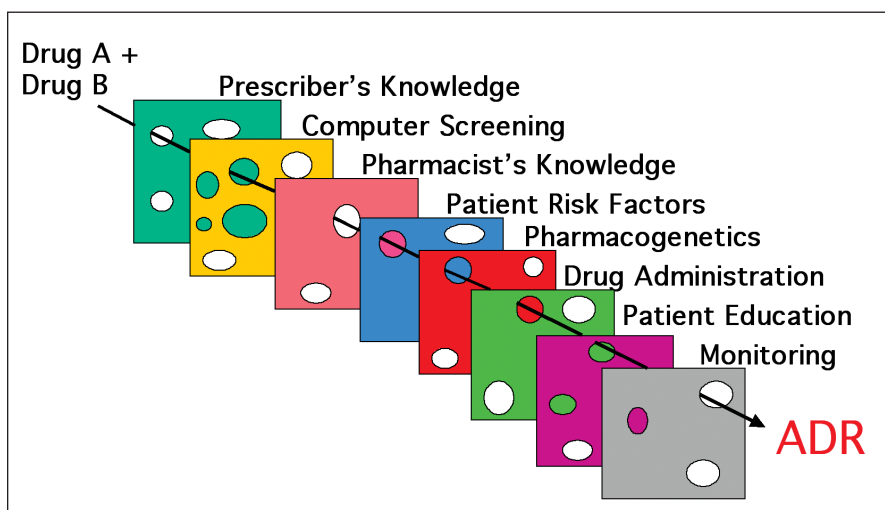 Drug A +
Drug B
Prescriber's Knowledge
Computer Screening
Pharmacist's Knowledge
Patient Risk Factors
Pharmacogenetics
Drug Administration
Patient Education
Monitoring
ADR